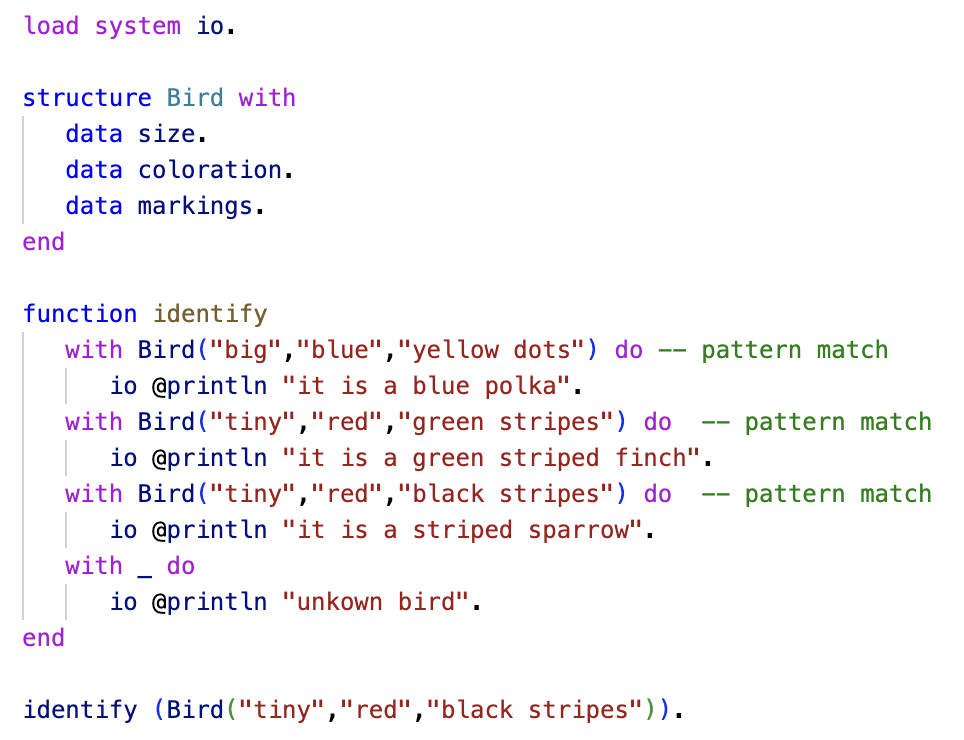 load system io.
structure Bird with
data size.
data coloration.
data markings.
end
function identify
with Bird("big","blue","yellow dots") do -- pattern match
io @println "it is a blue polka".
with Bird("tiny","red","green stripes") do  -- pattern match
io @println "it is a green striped finch".
with Bird("tiny","red","black stripes") do  -- pattern match
io @println "it is a striped sparrow".
with _ do
io @println "unkown bird".
end
identify (Bird("tiny","red","black stripes")).